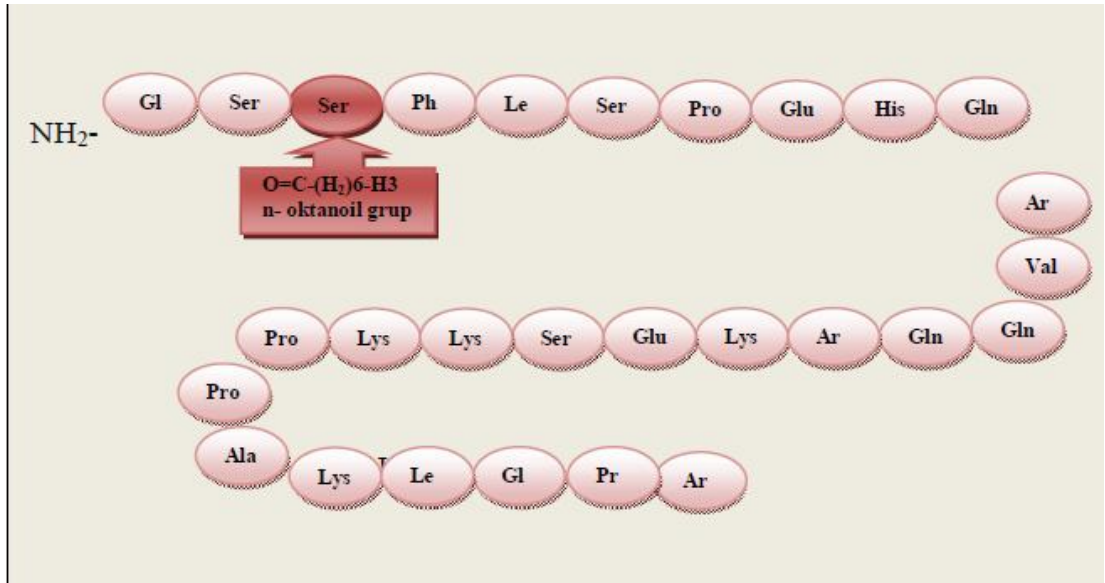 NH2-
Gl Ser Ser Ph Le Ser Pro Glu His Gln
O=C-(H₂)6-H3
n- oktanoil grup
Ar
Val
Gln
Pro Lys Lys Ser Glu Lys Ar Gln
Pro
Ala
Lys Le Gl Pr Ar